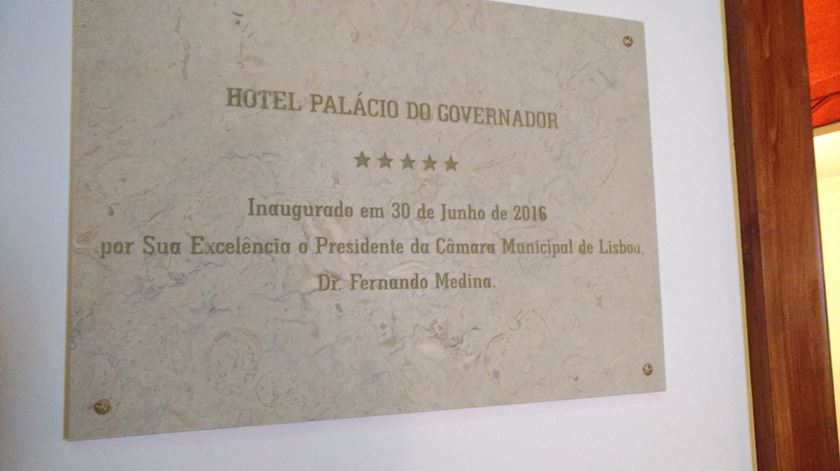 HOTEL PALÁCIO DO GOVERNADOR
★★★★★
Inaugurado em 30 de Junho de 2016
por Sua Excelência o Presidente da Câmara Municipal de Lisboa,
Dr. Fernando Medina.